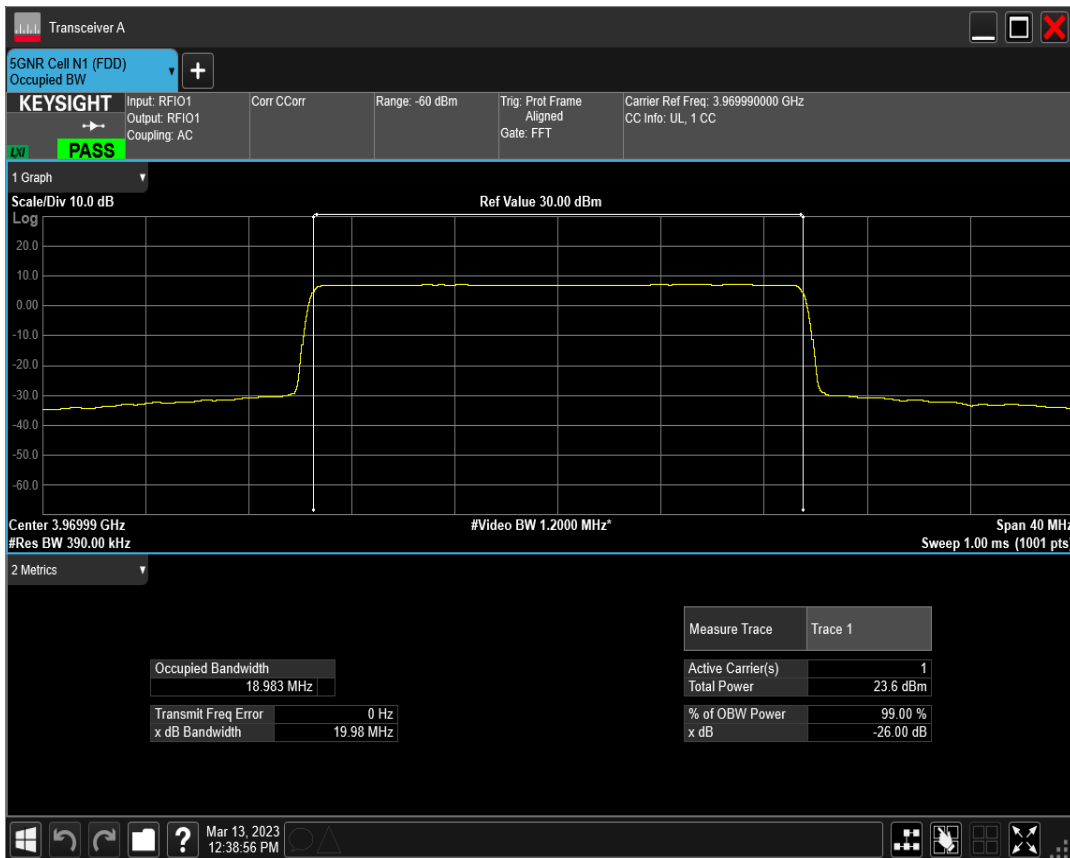 Transceiver A
5GNR Cell N1 (FDD)
Occupied BW
+
KEYSIGHT
LXI
PASS
Input: RFIO1
Output: RFIO1
Coupling: AC
Corr CCorr
Range: -60 dBm
Trig: Prot Frame
Aligned
Gate: FFT
Carrier Ref Freq: 3.969990000 GHz
CC Info: UL, 1 CC
1 Graph
Scale/Div 10.0 dB
Ref Value 30.00 dBm
Log
20.0
10.0
0.00
-10.0
-20.0
-30.0
-40.0
-50.0
-60.0
Center 3.96999 GHz
#Video BW 1.2000 MHz*
Span 40 MHz
#Res BW 390.00 kHz
Sweep 1.00 ms (1001 pts)
2 Metrics
Measure Trace
Trace 1
Occupied Bandwidth
18.983 MHz
Active Carrier(s)
1
Total Power
23.6 dBm
Transmit Freq Error
0 Hz
x dB Bandwidth
19.98 MHz
% of OBW Power
99.00 %
x dB
-26.00 dB
?
Mar 13, 2023
12:38:56 PM